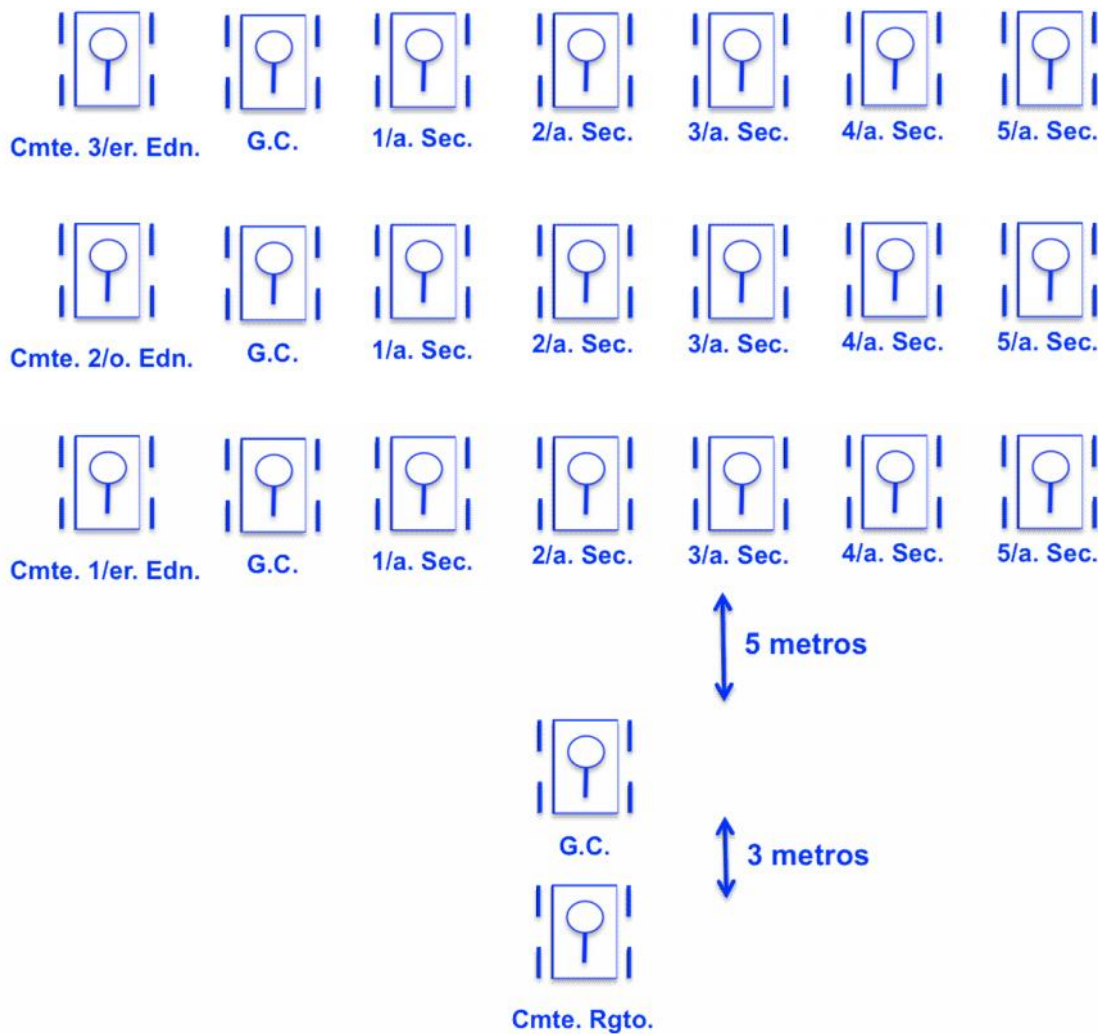 Cmte. 3/er. Edn. G.C. 1/a. Sec. 2/a. Sec. 3/a. Sec. 4/a. Sec. 5/a. Sec.
Cmte. 2/o. Edn. G.C. 1/a. Sec. 2/a. Sec. 3/a. Sec. 4/a. Sec. 5/a. Sec.
Cmte. 1/er. Edn. G.C. 1/a. Sec. 2/a. Sec. 3/a. Sec. 4/a. Sec. 5/a. Sec.
5 metros
G.C.
3 metros
Cmte. Rgto.